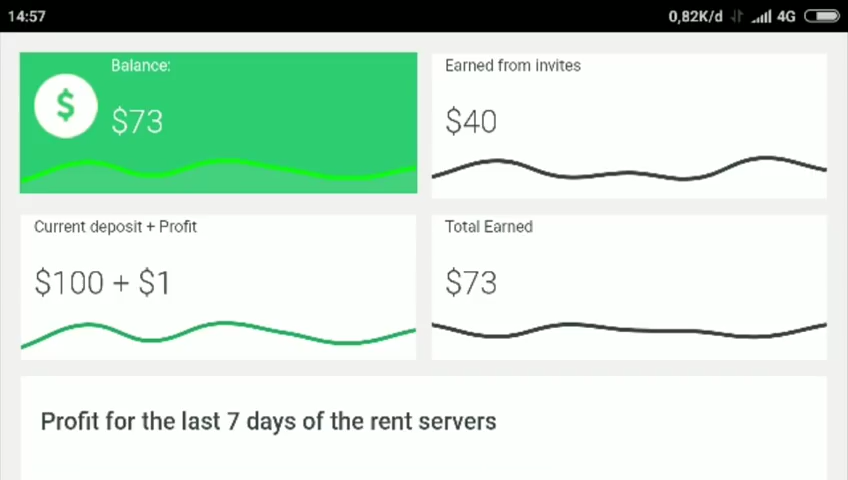 14:57
0,82K/d
4G
Balance:
$
$73
Earned from invites
$40
Current deposit + Profit
$100 + $1
Total Earned
$73
Profit for the last 7 days of the rent servers